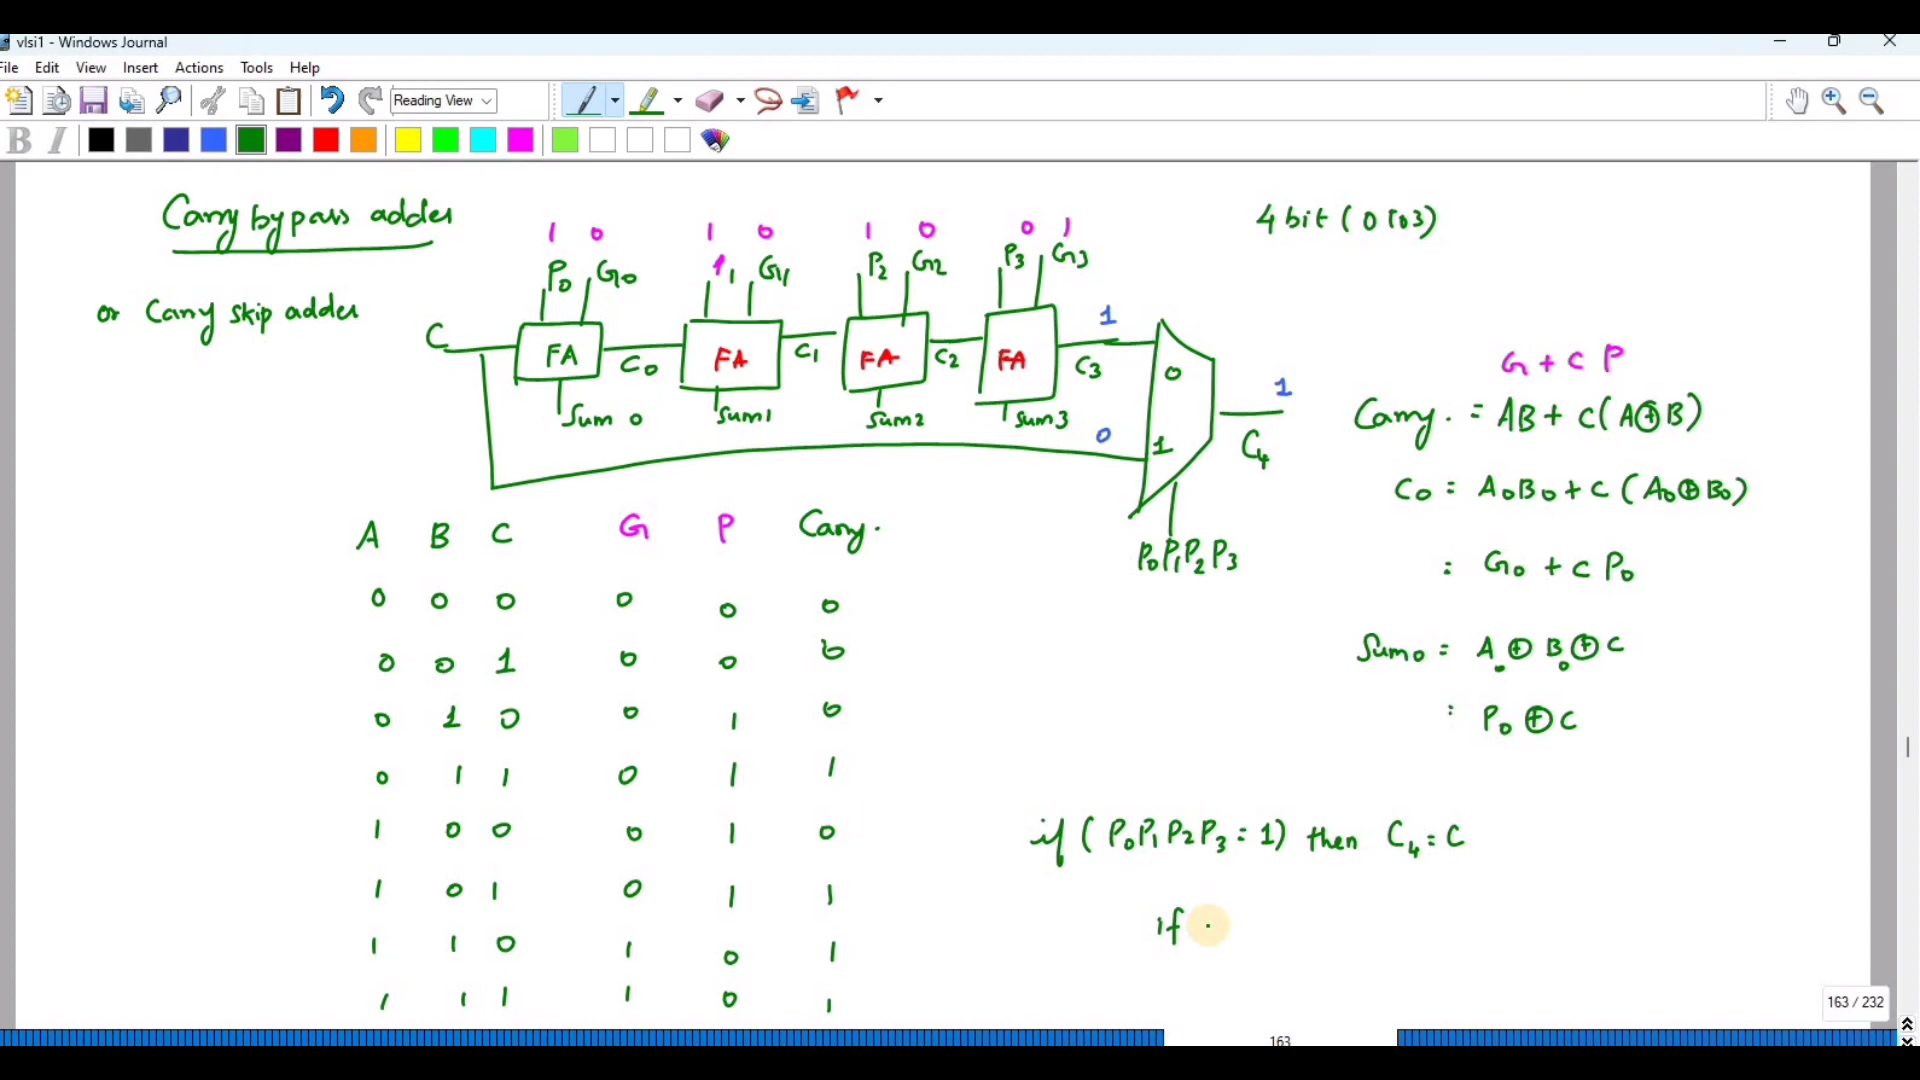 vlsi1 - Windows Journal
File Edit View Insert Actions Tools Help
Reading View
B I
Carry bypass adder
or Carry skip adder
4 bit (0 to 3)
1 0 1 0 1 0 0 1
P0 G0 P1 G1 P2 G2 P3 G3
C FA C0 FA C1 FA C2 FA C3 1 0
Sum 0 Sum1 Sum2 Sum3 0 1 C4 1
P0P1P2P3
G + C P
Carry. = AB + C(A⊕B)
C0 = A0B0 + C (A0⊕B0)
= G0 + C P0
Sum0 = A0 ⊕ B0 ⊕ C
= P0 ⊕ C
A B C G P Carry.
0 0 0 0 0 0
0 0 1 0 0 0
0 1 0 0 1 0
0 1 1 0 1 1
1 0 0 0 1 0
1 0 1 0 1 1
1 1 0 1 0 1
1 1 1 1 0 1
if (P0P1P2P3 = 1) then C4 = C
if
163 / 232
163